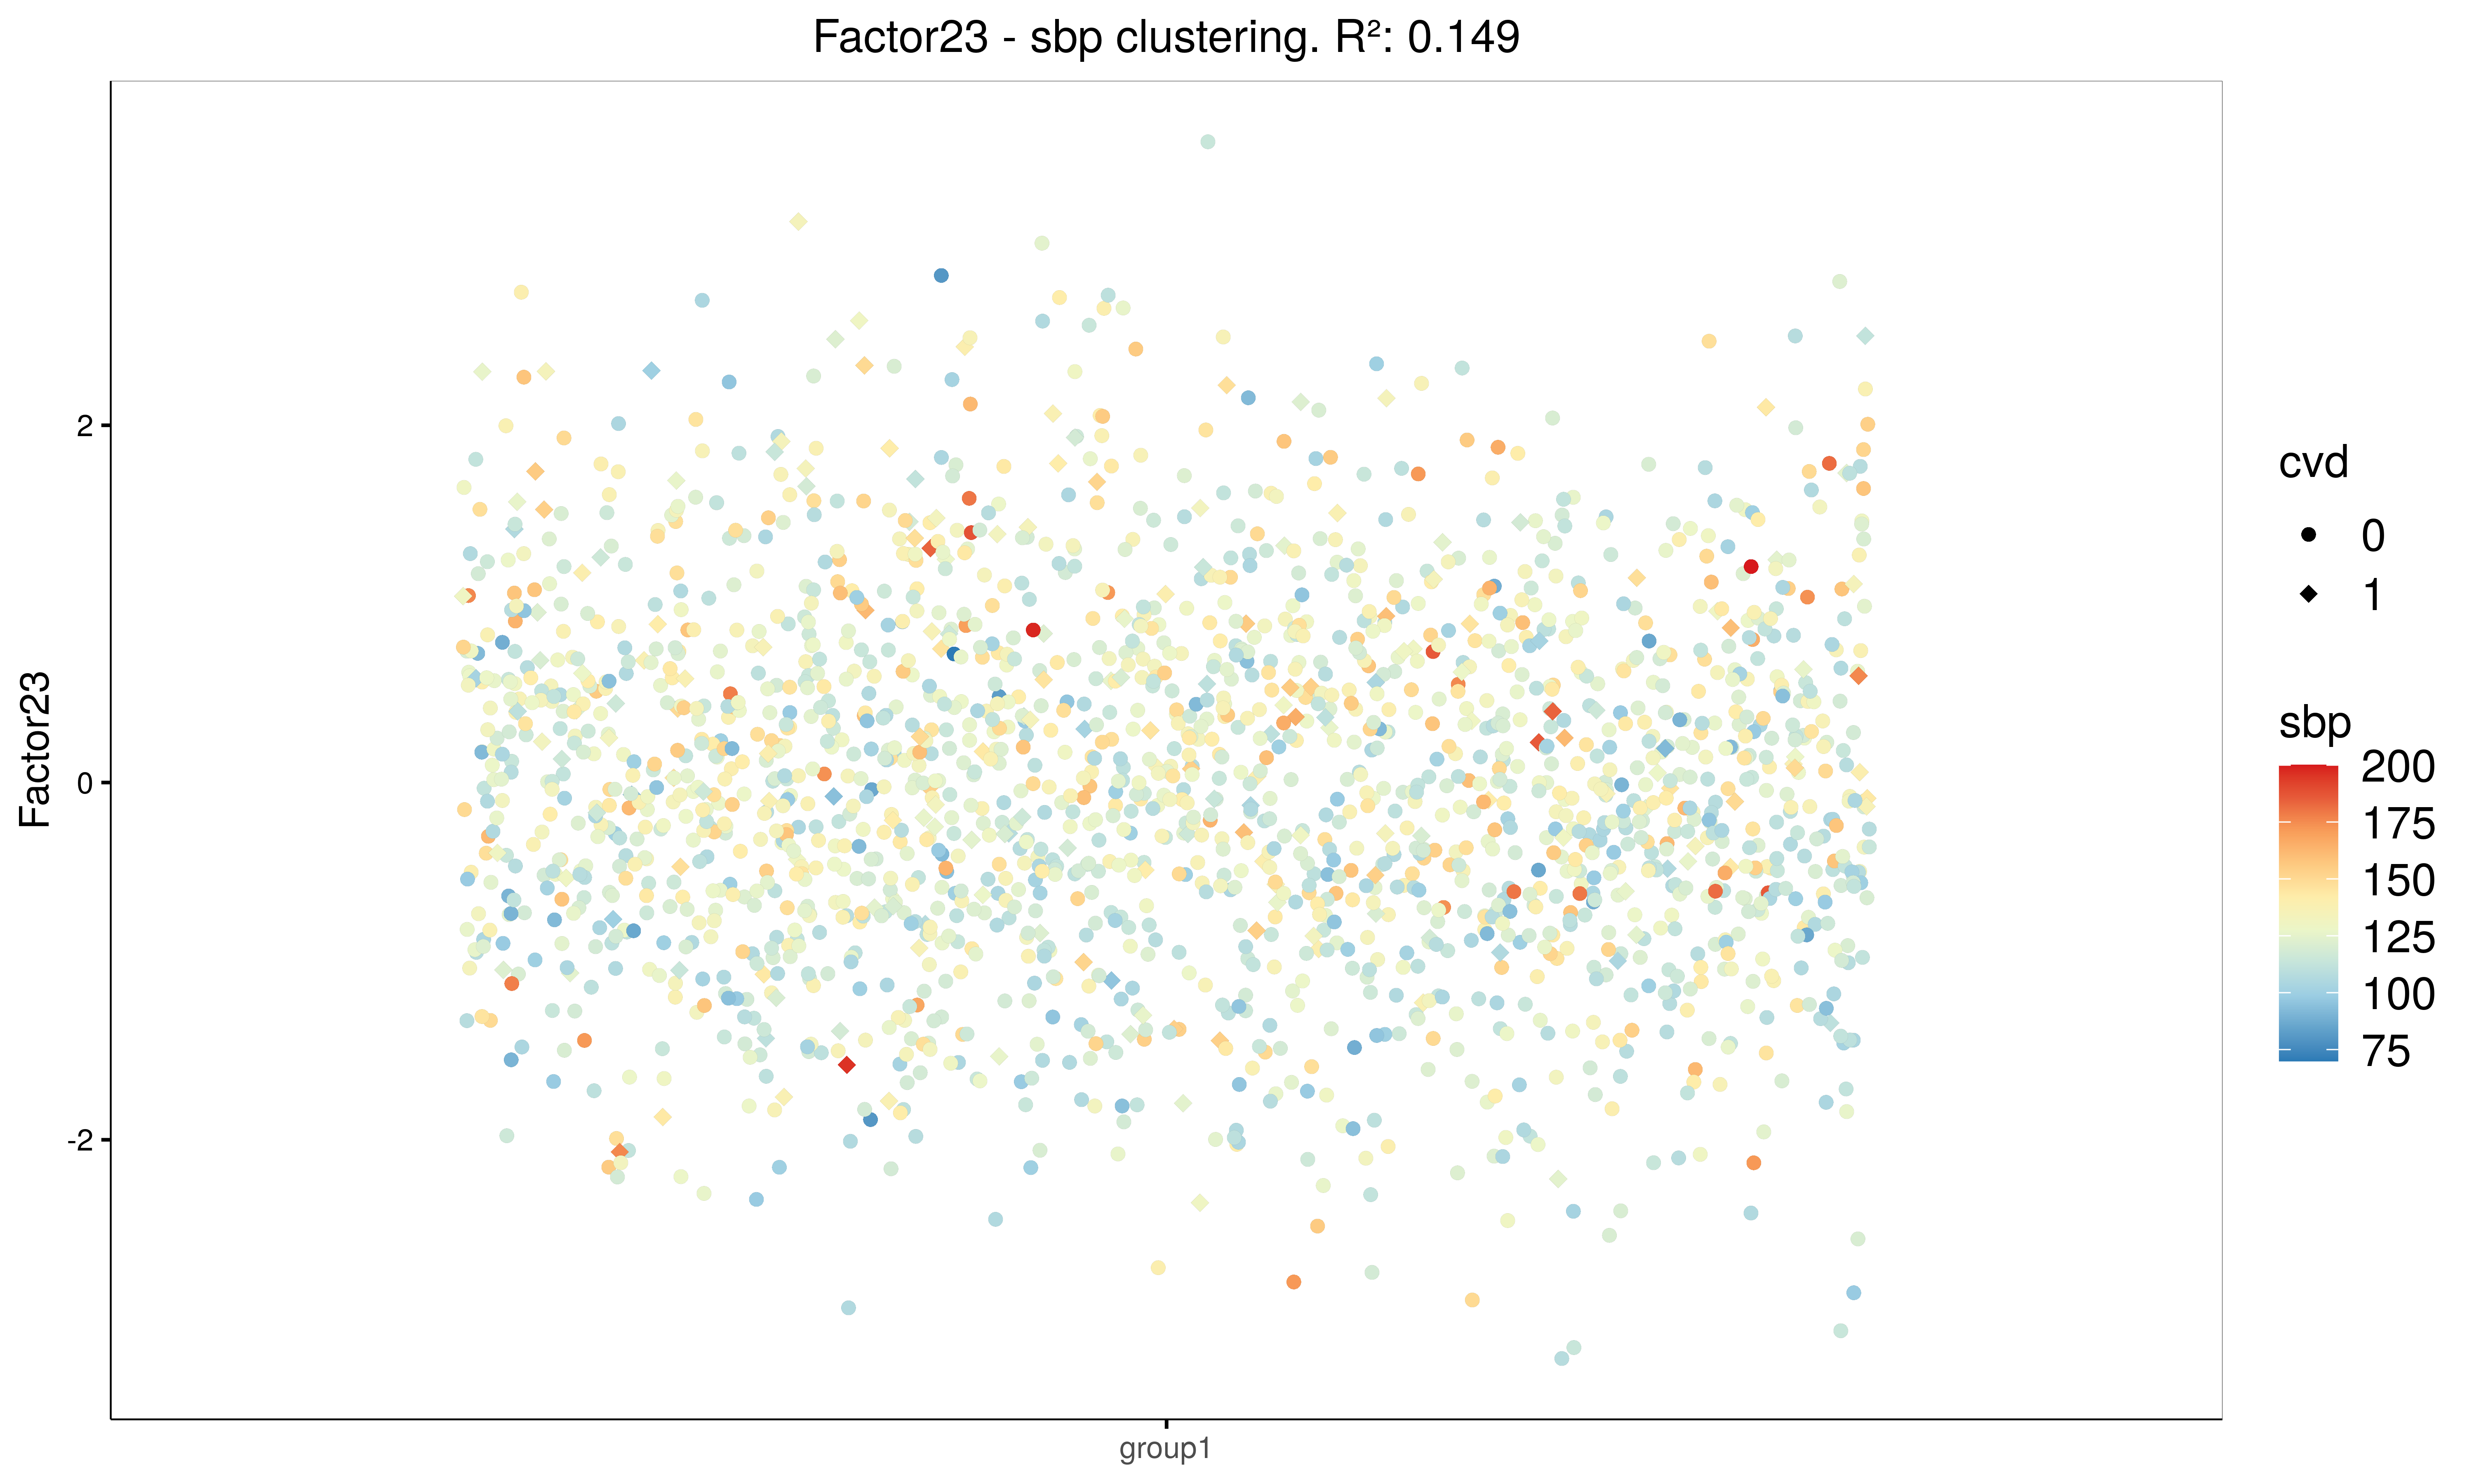 Factor23 - sbp clustering. R²: 0.149
Factor23
2
0
-2
group1
cvd
0
1
sbp
200
175
150
125
100
75